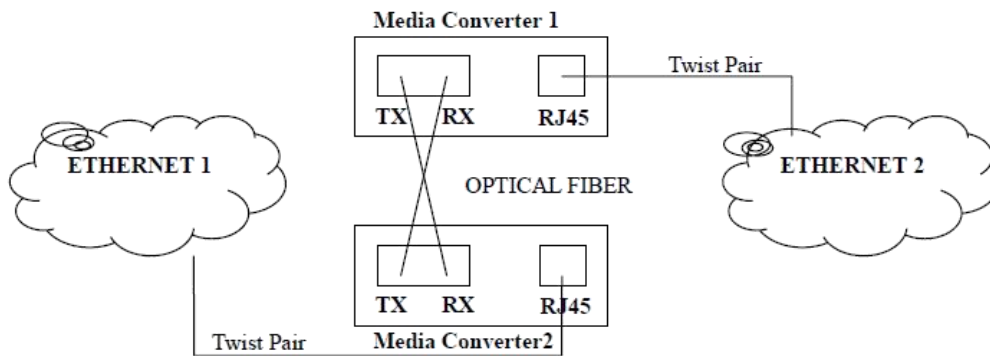 Media Converter 1
TX RX RJ45
Twist Pair
ETHERNET 1
ETHERNET 2
OPTICAL FIBER
TX RX RJ45
Media Converter2
Twist Pair